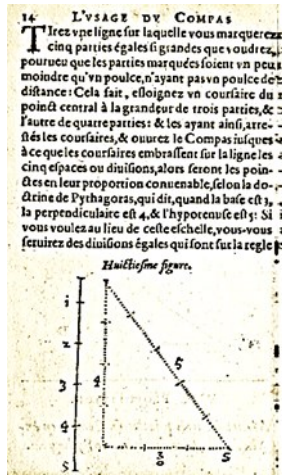 14 L'VSAGE DV COMPAS
Tirez vne ligne sur laquelle vous marquerez
cinq parties égales si grandes que voudrez,
pourueu que les parties marquées soient vn peu
moindre qu'vn poulce, n'ayant pas vn poulce de
distance: Cela fait, esloignez vn coursaire du
poinct central à la grandeur de trois parties, &
l'autre de quatre parties: & les ayant ainsi, arre-
stés les coursaires, & ouurez le Compas iusques
à ce que les coursaires embrassent sur la ligne les
cinq espaces ou diuisions, alors seront les poin-
ctes en leur proportion conuenable, selon la do-
ctrine de Pythagoras, qui dit, quand la base est 3,
la perpendiculaire est 4, & l'hypotenuse est 5: Si
vous voulez au lieu de ceste eschelle, vous vous
seruirez des diuisions égales qui sont sur la regle
Huictiesme figure.
1
2
3
4
5
4
5
3
0
5